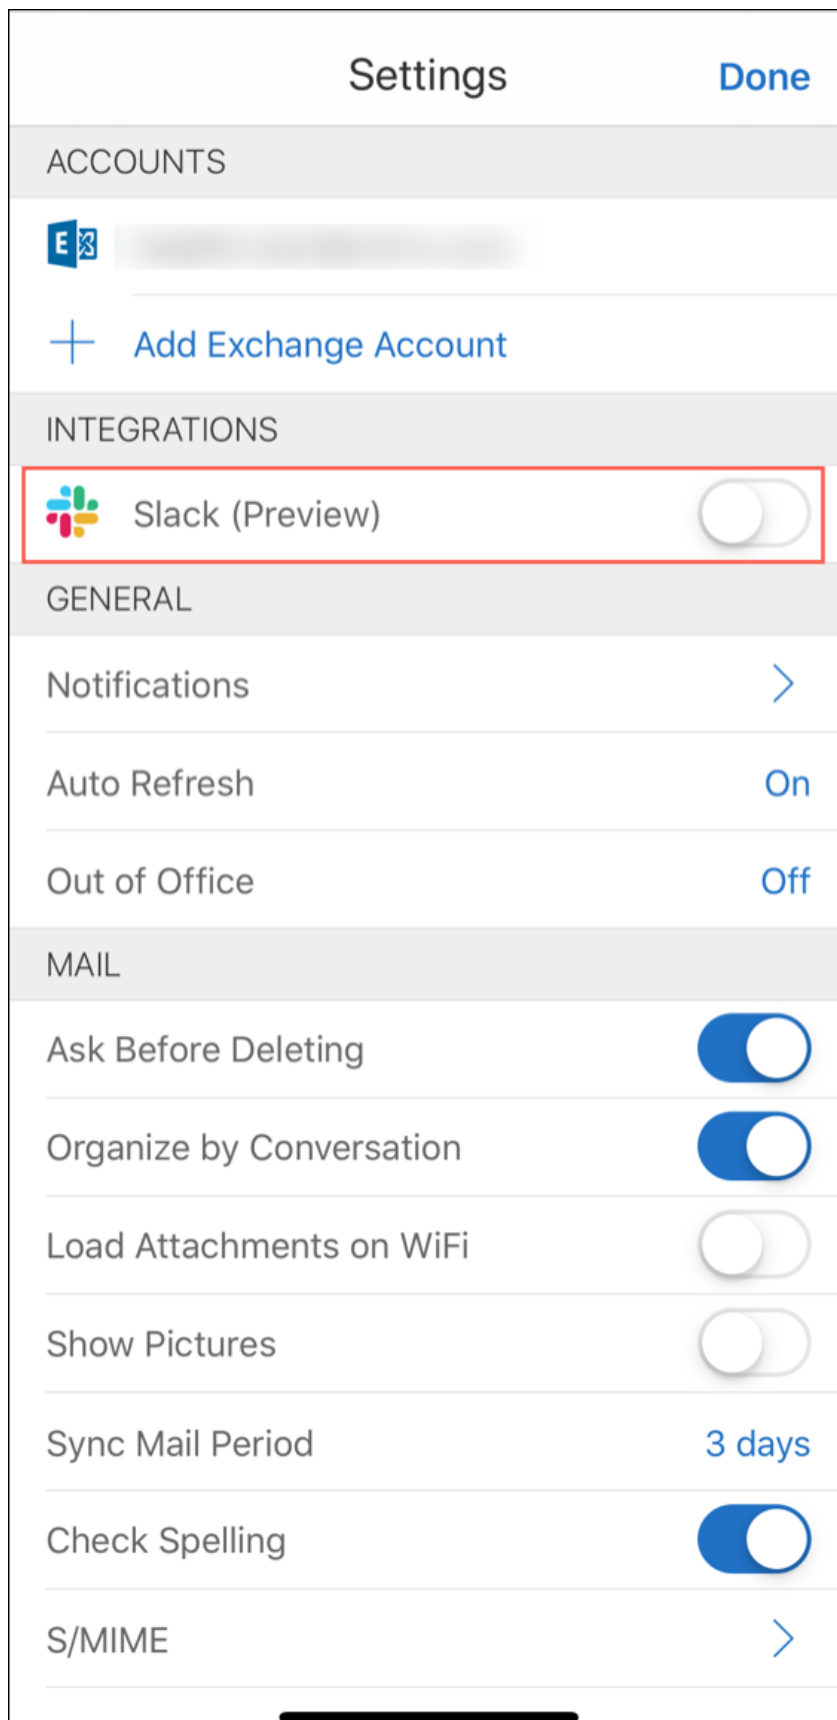 Settings Done
ACCOUNTS
E
Add Exchange Account
INTEGRATIONS
Slack (Preview)
GENERAL
Notifications
Auto Refresh On
Out of Office Off
MAIL
Ask Before Deleting
Organize by Conversation
Load Attachments on WiFi
Show Pictures
Sync Mail Period 3 days
Check Spelling
S/MIME